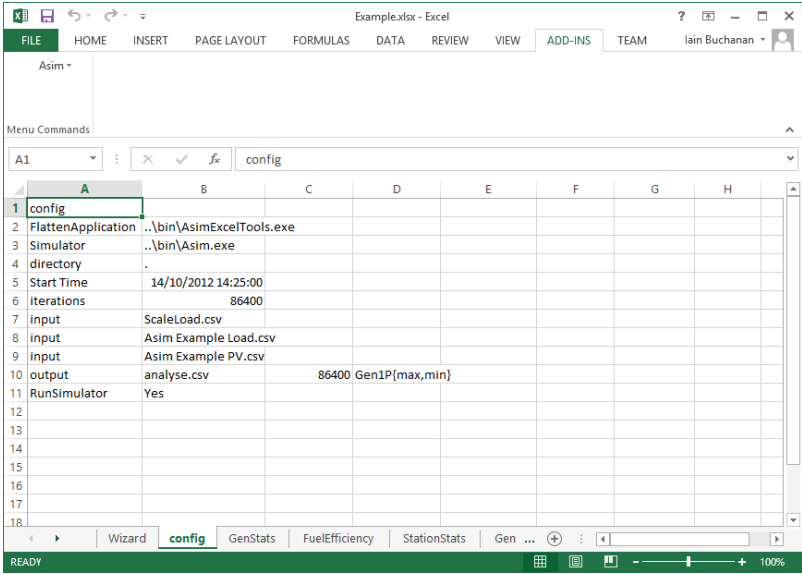 Example.xlsx - Excel
FILE HOME INSERT PAGE LAYOUT FORMULAS DATA REVIEW VIEW ADD-INS TEAM Iain Buchanan
Asim
Menu Commands
A1 fx config
A B C D E F G H
1 config
2 FlattenApplication ..\bin\AsimExcelTools.exe
3 Simulator ..\bin\Asim.exe
4 directory .
5 Start Time 14/10/2012 14:25:00
6 iterations 86400
7 input ScaleLoad.csv
8 input Asim Example Load.csv
9 input Asim Example PV.csv
10 output analyse.csv 86400 Gen1P{max,min}
11 RunSimulator Yes
12
13
14
15
16
17
18
Wizard config GenStats FuelEfficiency StationStats Gen ...
READY 100%